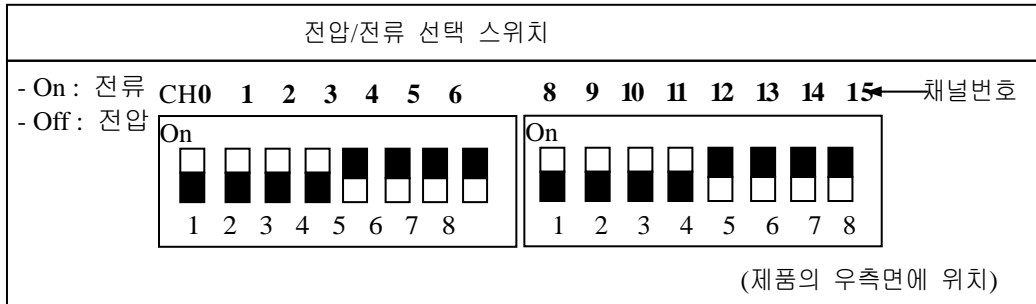 전압/전류 선택 스위치
- On : 전류
- Off : 전압
CH0 1 2 3 4 5 6 8 9 10 11 12 13 14 15 채널번호
On On
1 2 3 4 5 6 7 8 1 2 3 4 5 6 7 8
(제품의 우측면에 위치)